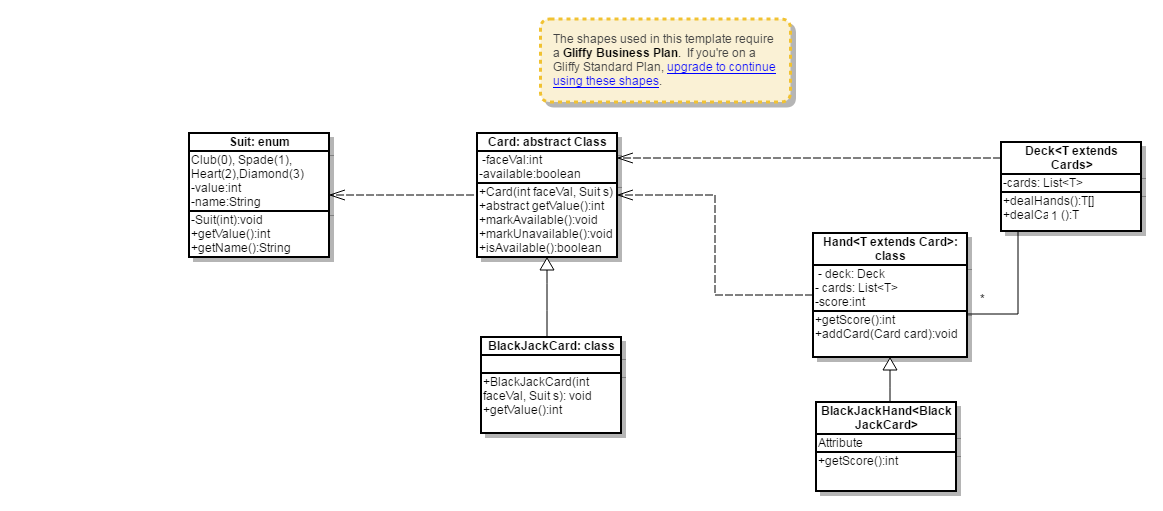 The shapes used in this template require
a Gliffy Business Plan. If you're on a
Gliffy Standard Plan, upgrade to continue
using these shapes.
Suit: enum
Club(0), Spade(1),
Heart(2),Diamond(3)
-value:int
-name:String
-Suit(int):void
+getValue():int
+getName():String
Card: abstract Class
-faceVal:int
-available:boolean
+Card(int faceVal, Suit s)
+abstract getValue():int
+markAvailable():void
+markUnavailable():void
+isAvailable():boolean
Deck<T extends
Cards>
-cards: List<T>
+dealHands():T[]
+dealCa 1 ():T
Hand<T extends Card>:
class
- deck: Deck
- cards: List<T>
-score:int
+getScore():int
+addCard(Card card):void
*
BlackJackCard: class
+BlackJackCard(int
faceVal, Suit s): void
+getValue():int
BlackJackHand<Black
JackCard>
Attribute
+getScore():int